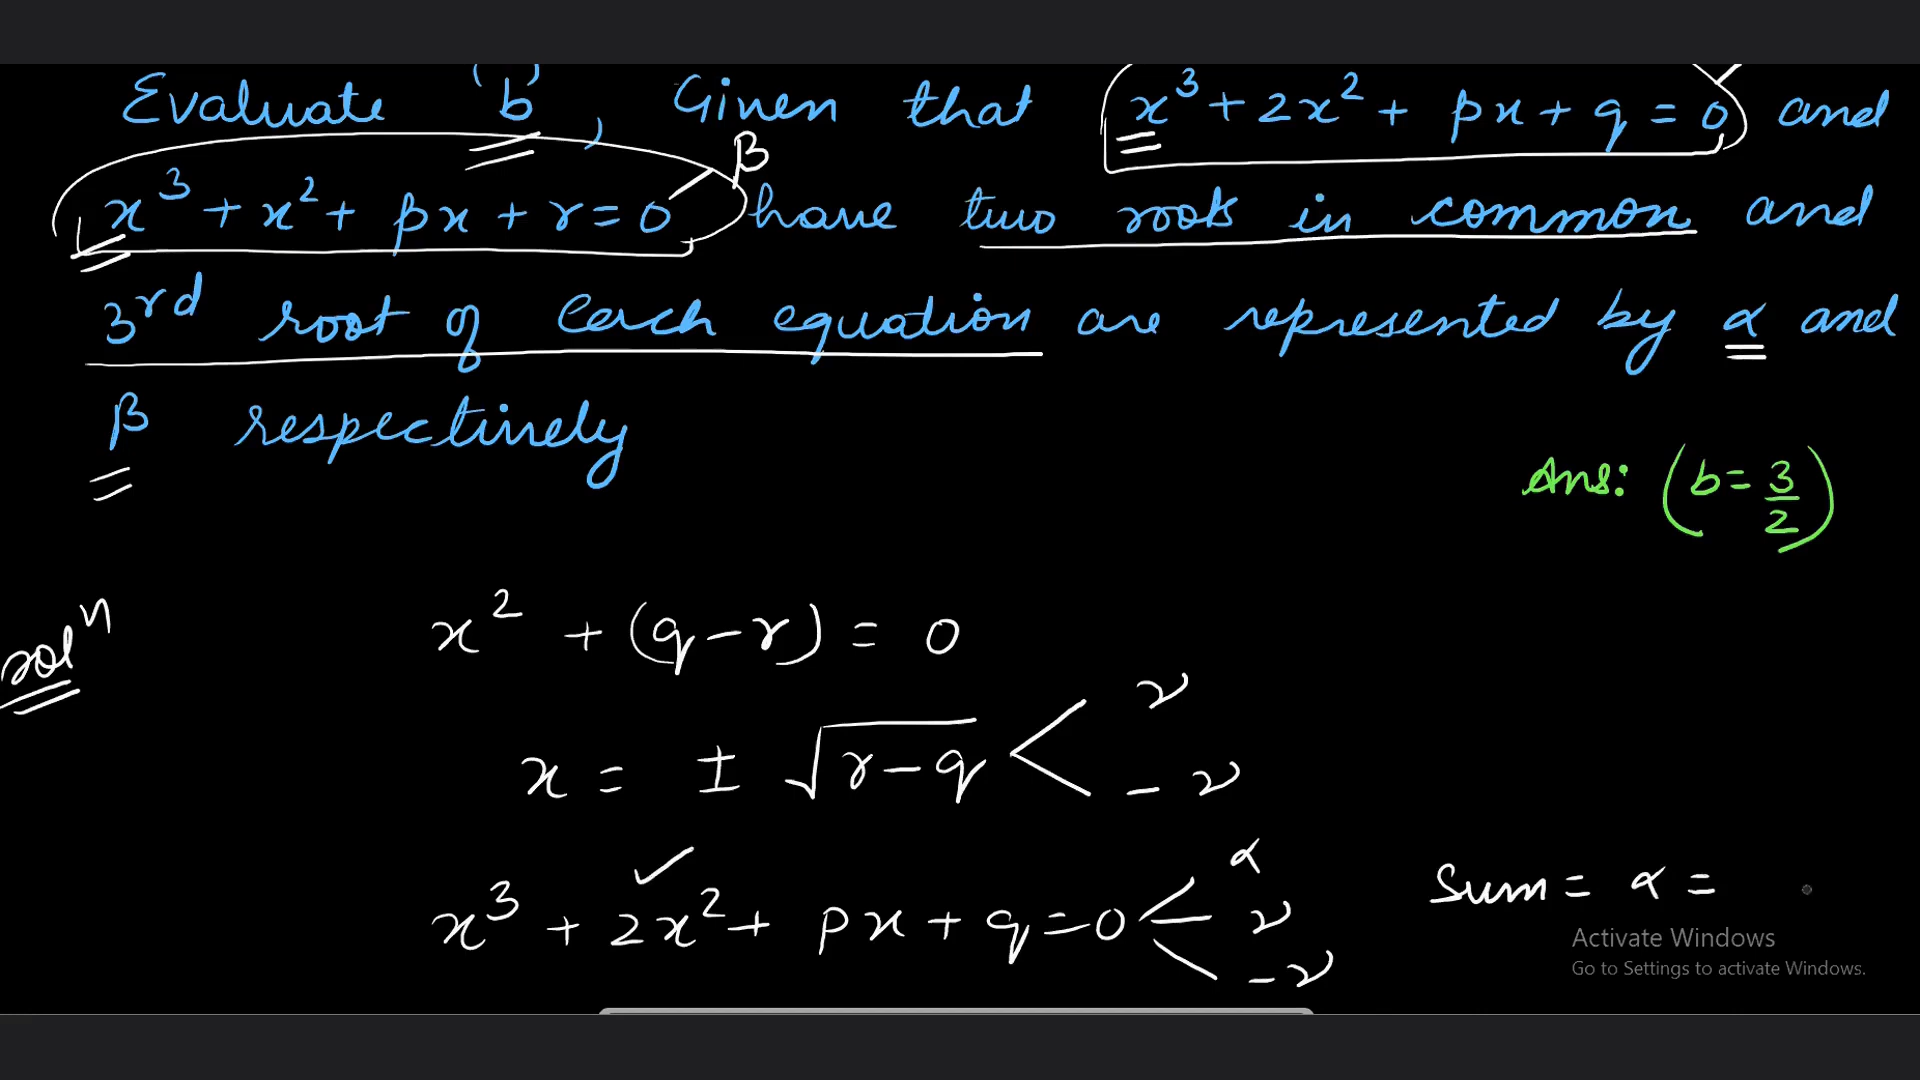 Evaluate 'b', Given that x³ + 2x² + px + q = 0 and
β
x³ + x² + px + r = 0 have two roots in common and
3rd root of each equation are represented by α and
β respectively
Ans: (b = 3/2)
solⁿ
x² + (q - r) = 0
x = ± √r - q < ν
- ν
x³ + 2x² + px + q = 0 < α
ν
- ν
Sum = α =
Activate Windows
Go to Settings to activate Windows.